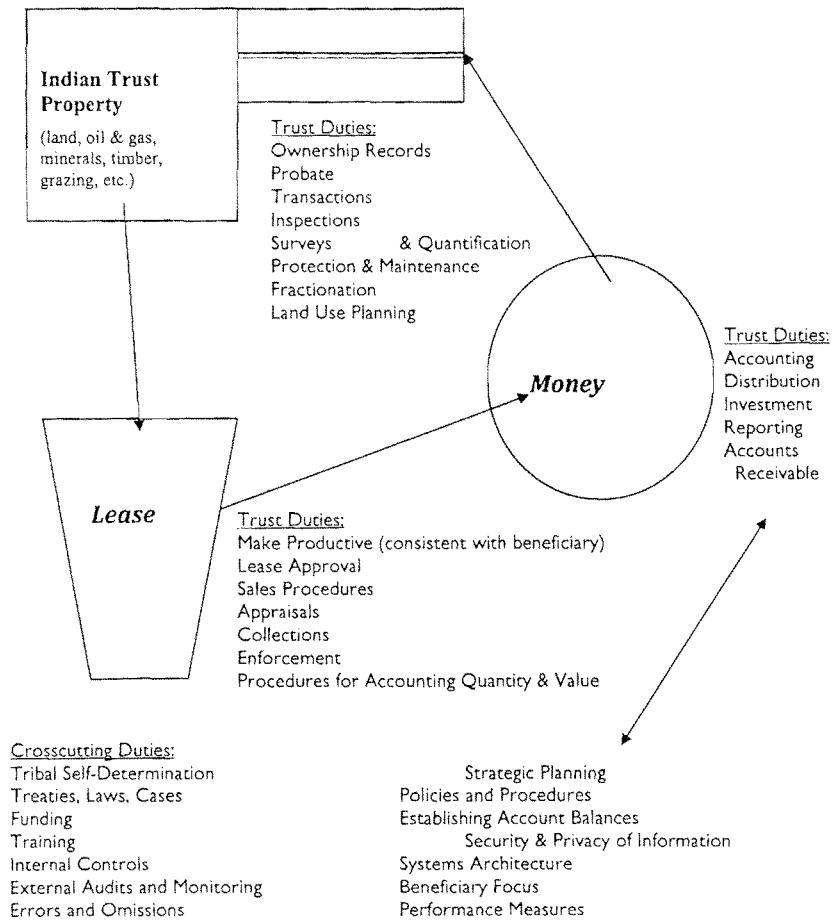 Indian Trust
Property
(land, oil & gas,
minerals, timber,
grazing, etc.)
Trust Duties:
Ownership Records
Probate
Transactions
Inspections
Surveys & Quantification
Protection & Maintenance
Fractionation
Land Use Planning
Money
Trust Duties:
Accounting
Distribution
Investment
Reporting
Accounts
Receivable
Lease
Trust Duties:
Make Productive (consistent with beneficiary)
Lease Approval
Sales Procedures
Appraisals
Collections
Enforcement
Procedures for Accounting Quantity & Value
Crosscutting Duties:
Tribal Self-Determination
Treaties, Laws, Cases
Funding
Training
Internal Controls
External Audits and Monitoring
Errors and Omissions
Strategic Planning
Policies and Procedures
Establishing Account Balances
Security & Privacy of Information
Systems Architecture
Beneficiary Focus
Performance Measures